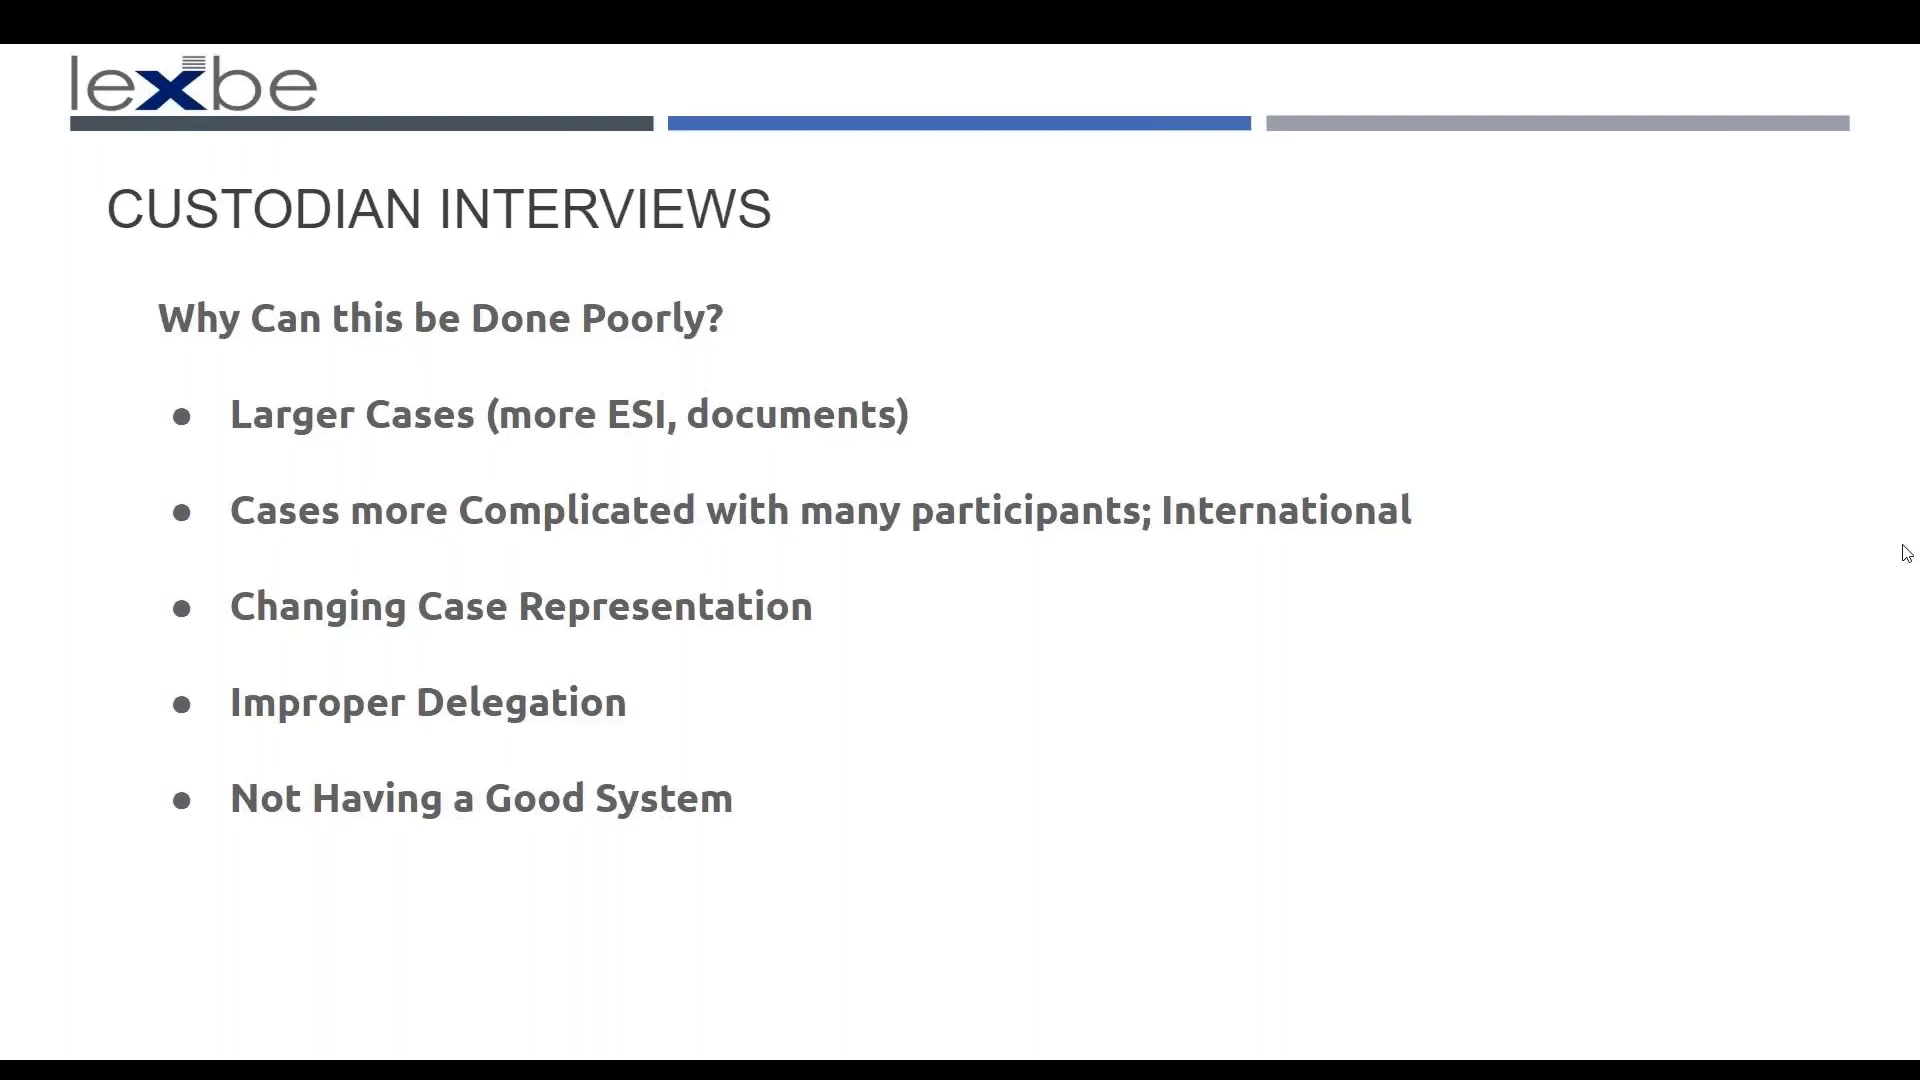 lexbe
CUSTODIAN INTERVIEWS
Why Can this be Done Poorly?
● Larger Cases (more ESI, documents)
● Cases more Complicated with many participants; International
● Changing Case Representation
● Improper Delegation
● Not Having a Good System